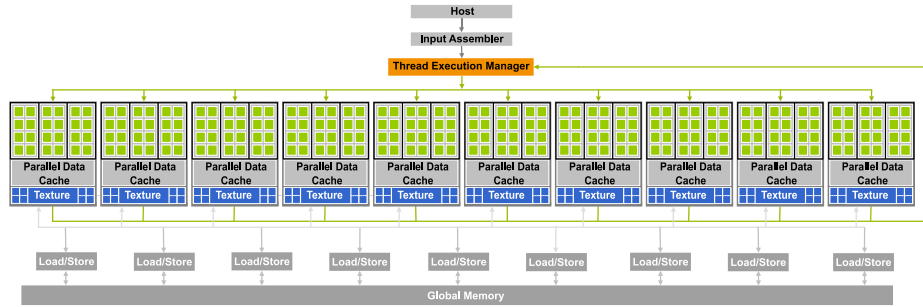 Host
Input Assembler
Thread Execution Manager
Parallel Data Parallel Data Parallel Data Parallel Data Parallel Data Parallel Data Parallel Data Parallel Data Parallel Data Parallel Data
Cache Cache Cache Cache Cache Cache Cache Cache Cache Cache
Texture Texture Texture Texture Texture Texture Texture Texture Texture Texture
Load/Store Load/Store Load/Store Load/Store Load/Store Load/Store Load/Store Load/Store Load/Store
Global Memory